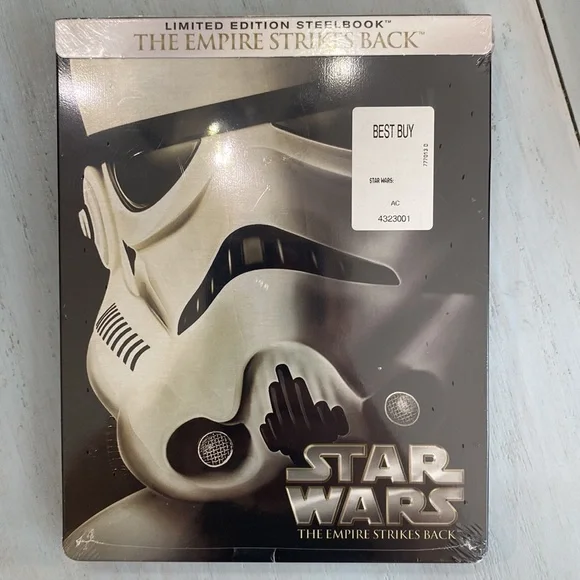 LIMITED EDITION STEELBOOK™
THE EMPIRE STRIKES BACK™
BEST BUY
777013 D
STAR WARS:
AC
4323001
STAR
WARS
THE EMPIRE STRIKES BACK